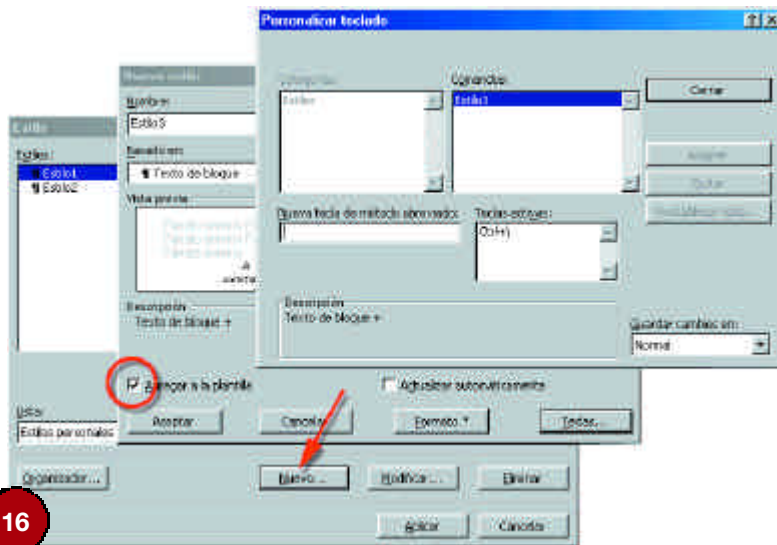 Personalizar teclado
Categorías:
Comandos:
Estilos
Estilo3
Cerrar
Asignar
Quitar
Nueva tecla de método abreviado:
Teclas activas:
Descripción
Texto de bloque +
Guardar cambios en:
Normal
Nuevo estilo
Nombre:
Estilo3
Basado en:
¶ Texto de bloque
Vista previa
Descripción
Texto de bloque +
Agregar a la plantilla
Actualizar automáticamente
Aceptar
Cancelar
Formato
Teclas...
Estilo
Estilos:
¶ Estilo1
¶ Estilo2
Lista:
Estilos personales
Organizador...
Nuevo...
Modificar...
Eliminar
Aplicar
Cancelar
16